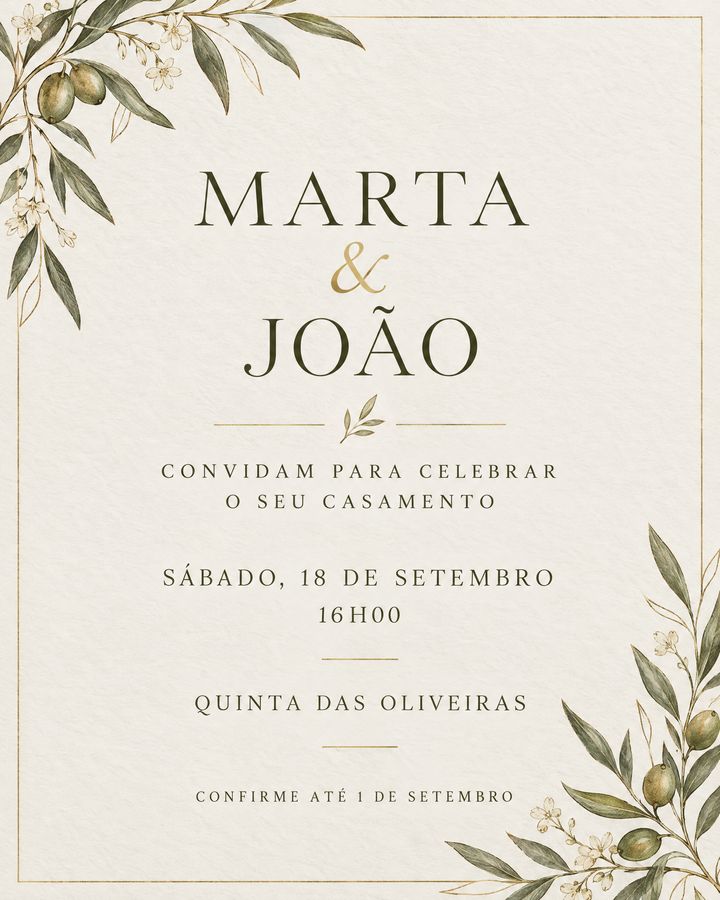 MARTA
&
JOÃO
CONVIDAM PARA CELEBRAR
O SEU CASAMENTO
SÁBADO, 18 DE SETEMBRO
16H00
QUINTA DAS OLIVEIRAS
CONFIRME ATÉ 1 DE SETEMBRO